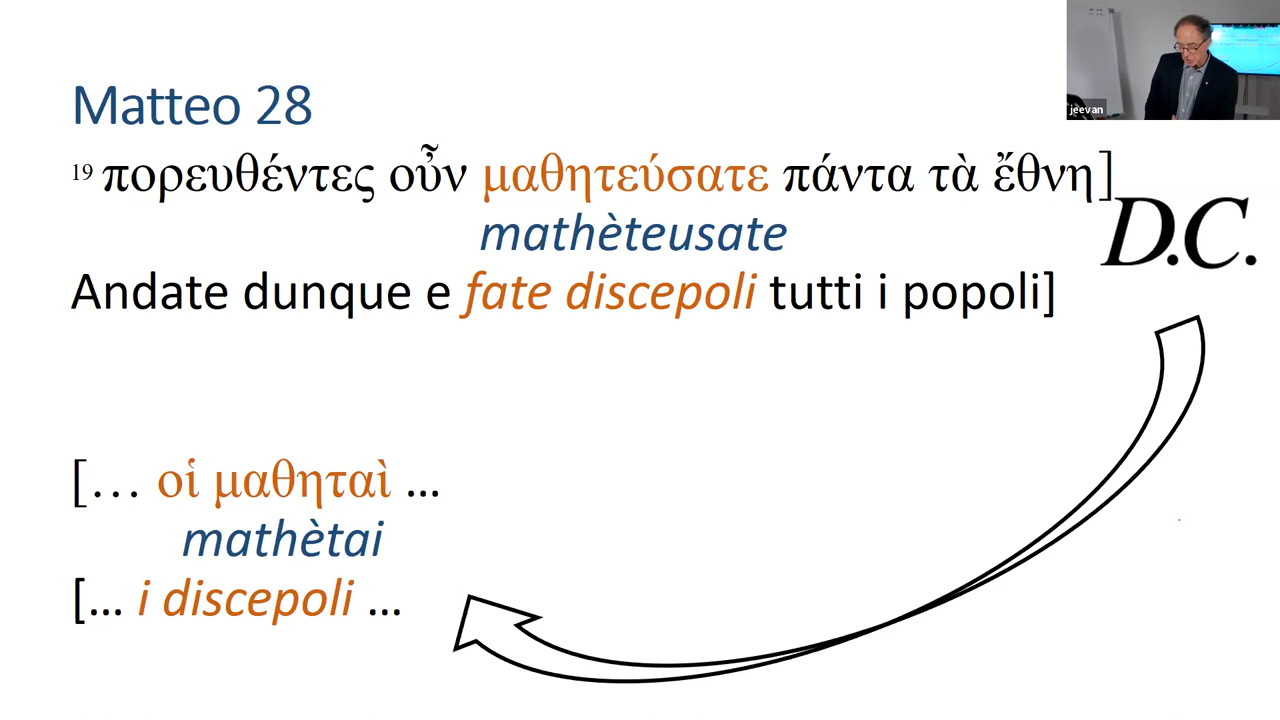 Matteo 28
19 πορευθέντες οὖν μαθητεύσατε πάντα τὰ ἔθνη]
mathèteusate
Andate dunque e fate discepoli tutti i popoli]
D.C.
[… οἱ μαθηταὶ …
mathètai
[… i discepoli …
jeevan